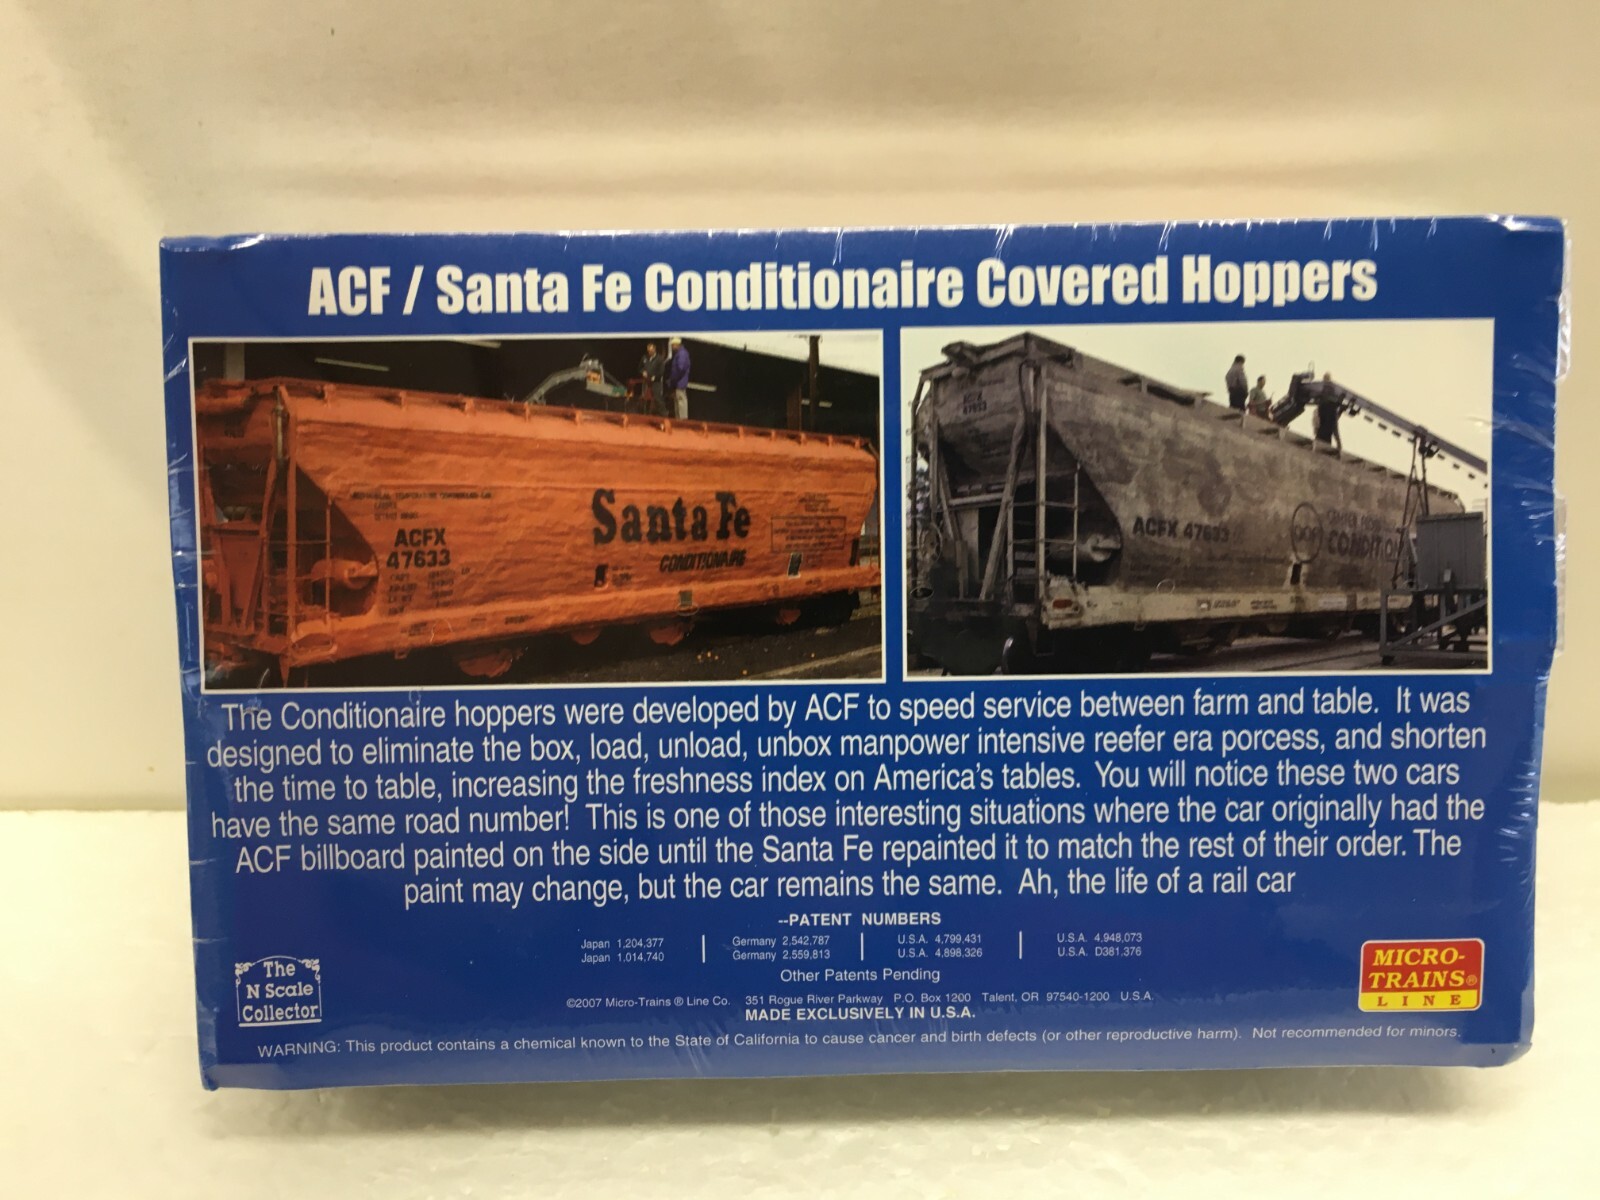 ACF / Santa Fe Conditionaire Covered Hoppers
ACFX
47633
Santa Fe
CONDITIONAIRE
ACFX
47633
ACFX 47633
acf
CONDITION
The Conditionaire hoppers were developed by ACF to speed service between farm and table. It was
designed to eliminate the box, load, unload, unbox manpower intensive reefer era porcess, and shorten
the time to table, increasing the freshness index on America's tables. You will notice these two cars
have the same road number! This is one of those interesting situations where the car originally had the
ACF billboard painted on the side until the Santa Fe repainted it to match the rest of their order. The
paint may change, but the car remains the same. Ah, the life of a rail car
--PATENT NUMBERS
Japan 1,204,377 | Germany 2,542,787 | U.S.A. 4,799,431 | U.S.A. 4,948,073
Japan 1,014,740 | Germany 2,559,813 | U.S.A. 4,898,326 | U.S.A. D381,376
Other Patents Pending
©2007 Micro-Trains ® Line Co. 351 Rogue River Parkway P.O. Box 1200 Talent, OR 97540-1200 U.S.A.
MADE EXCLUSIVELY IN U.S.A.
WARNING: This product contains a chemical known to the State of California to cause cancer and birth defects (or other reproductive harm). Not recommended for minors.
The
N Scale
Collector
MICRO-
TRAINS®
LINE